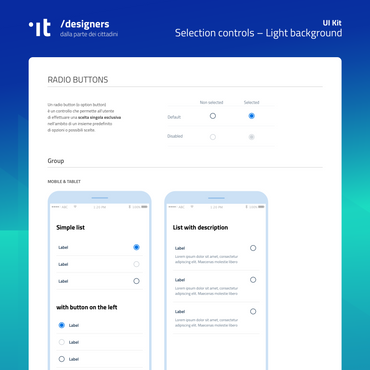 it /designers
dalla parte dei cittadini
UI Kit
Selection controls – Light background
RADIO BUTTONS
Un radio button (o option button)
è un controllo che permette all'utente
di effettuare una scelta singola esclusiva
nell'ambito di un insieme predefinito
di opzioni o possibili scelte.
Non selected Selected
Default
Disabled
Group
MOBILE & TABLET
Simple list
Label
Label
Label
with button on the left
Label
Label
Label
List with description
Label
Lorem ipsum dolor sit amet, consectetur
adipiscing elit. Maecenas molestie libero
Label
Lorem ipsum dolor sit amet, consectetur
adipiscing elit. Maecenas molestie libero
Label
Lorem ipsum dolor sit amet, consectetur
adipiscing elit. Maecenas molestie libero